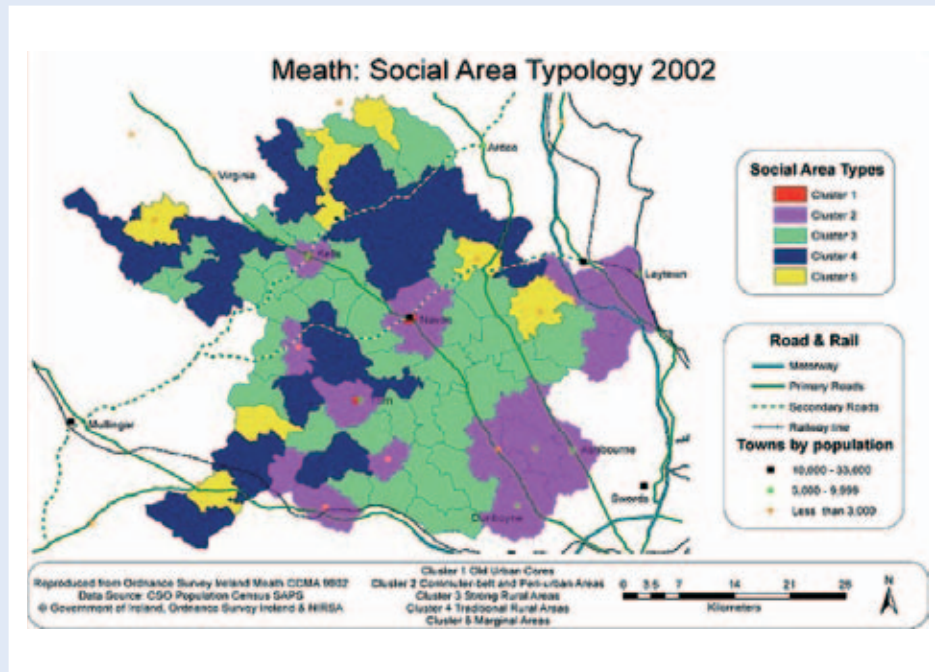 Meath: Social Area Typology 2002
Ardee
Virginia
Kells
Laytown
Navan
Mullingar
Ashbourne
Swords
Dunboyne
Social Area Types
Cluster 1
Cluster 2
Cluster 3
Cluster 4
Cluster 5
Road & Rail
Motorway
Primary Roads
Secondary Roads
Railway line
Towns by population
10,000 - 33,000
5,000 - 9,999
Less than 3,000
Reproduced from Ordnance Survey Ireland Meath CCMA 9802
Data Source: CSO Population Census SAPS
© Government of Ireland, Ordnance Survey Ireland & NIRSA
Cluster 1 Old Urban Cores
Cluster 2 Commuter-belt and Peri-urban Areas
Cluster 3 Strong Rural Areas
Cluster 4 Traditional Rural Areas
Cluster 5 Marginal Areas
0 3.5 7 14 21 28
Kilometers
N